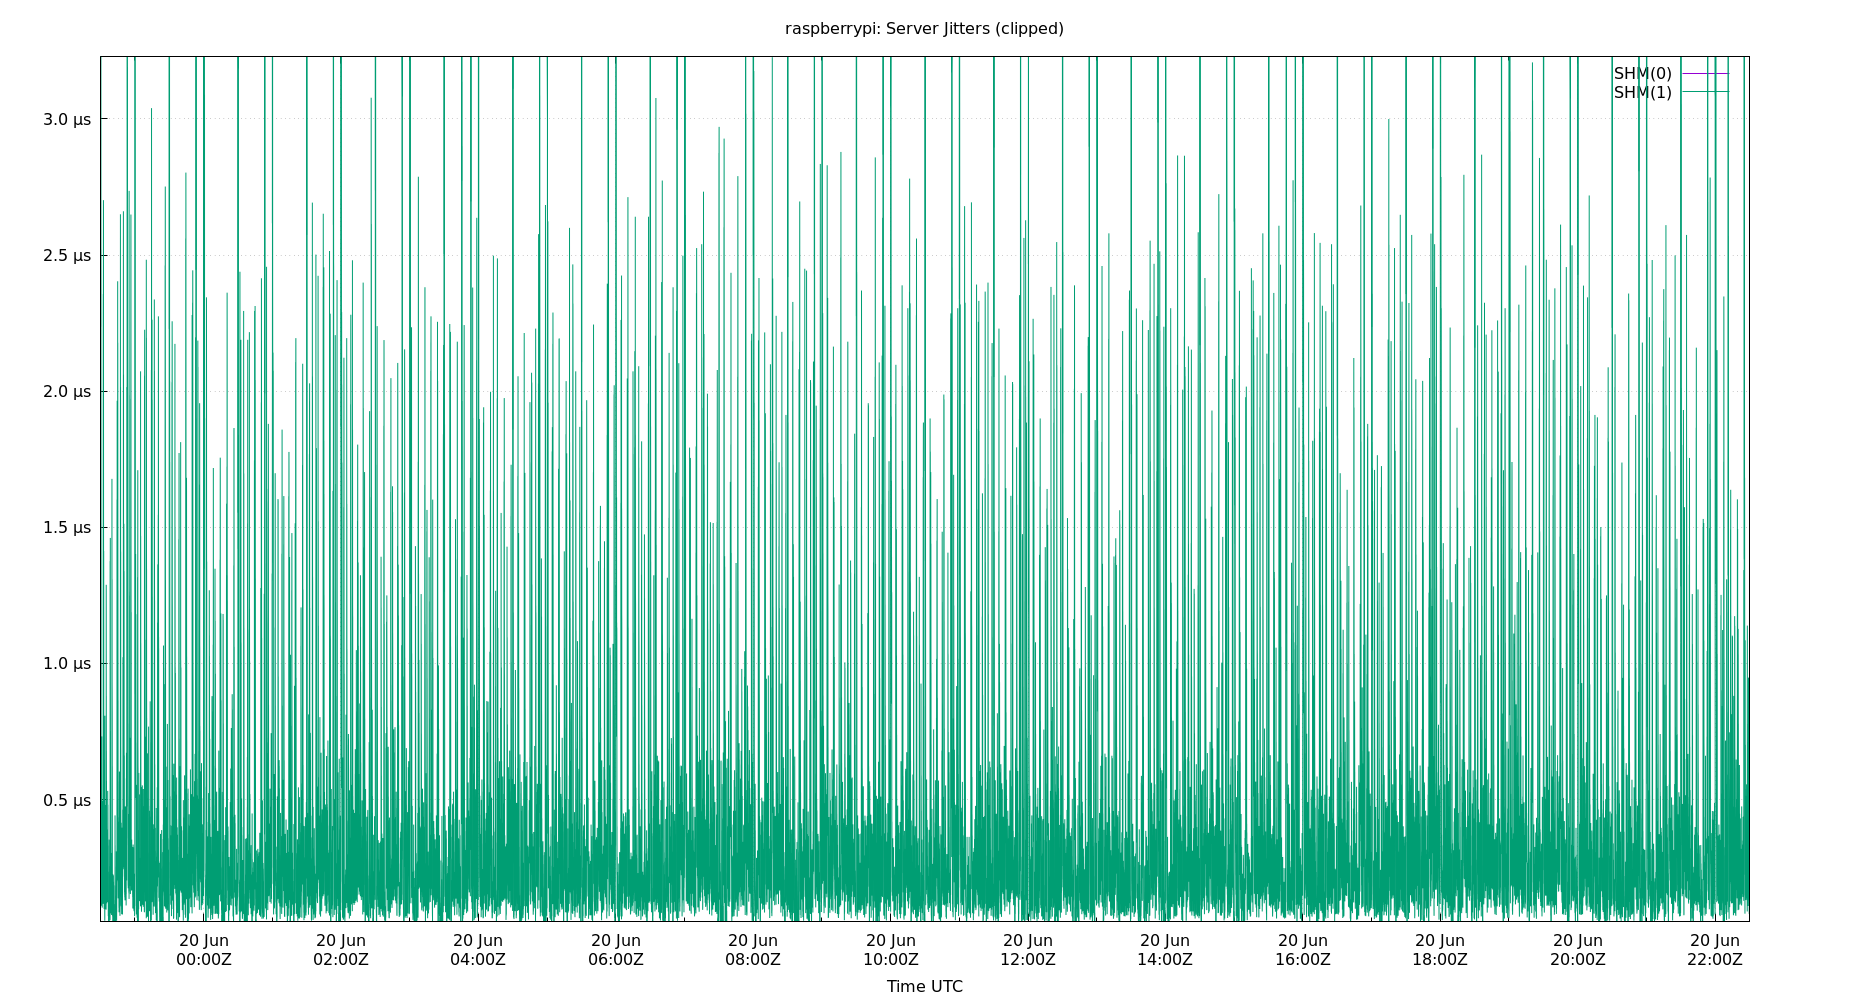 raspberrypi: Server Jitters (clipped)
SHM(0)
SHM(1)
3.0 µs
2.5 µs
2.0 µs
1.5 µs
1.0 µs
0.5 µs
20 Jun 20 Jun 20 Jun 20 Jun 20 Jun 20 Jun 20 Jun 20 Jun 20 Jun 20 Jun 20 Jun 20 Jun
00:00Z 02:00Z 04:00Z 06:00Z 08:00Z 10:00Z 12:00Z 14:00Z 16:00Z 18:00Z 20:00Z 22:00Z
Time UTC